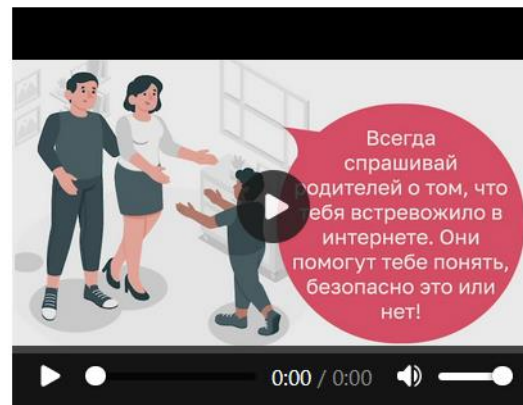 Всегда
спрашивай
родителей о том, что
тебя встревожило в
интернете. Они
помогут тебе понять,
безопасно это или
нет!
0:00 / 0:00